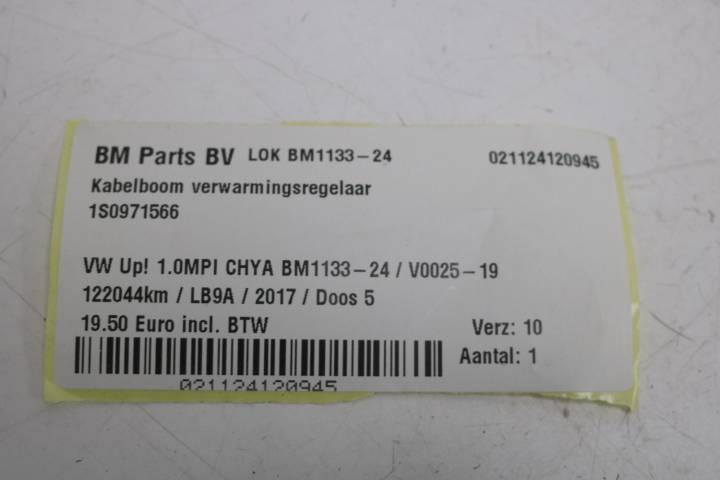 BM Parts BV LOK BM1133-24 021124120945
Kabelboom verwarmingsregelaar
1S0971566
VW Up! 1.0MPI CHYA BM1133-24 / V0025-19
122044km / LB9A / 2017 / Doos 5
19.50 Euro incl. BTW Verz: 10
Aantal: 1
021124120945